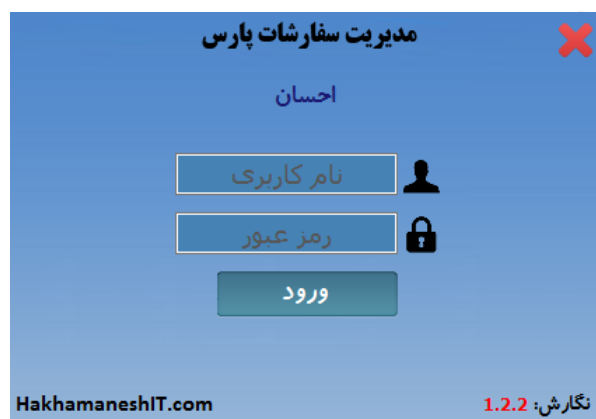 مدیریت سفارشات پارس
احسان
نام کاربری
رمز عبور
ورود
نگارش: 1.2.2
HakhamaneshIT.com